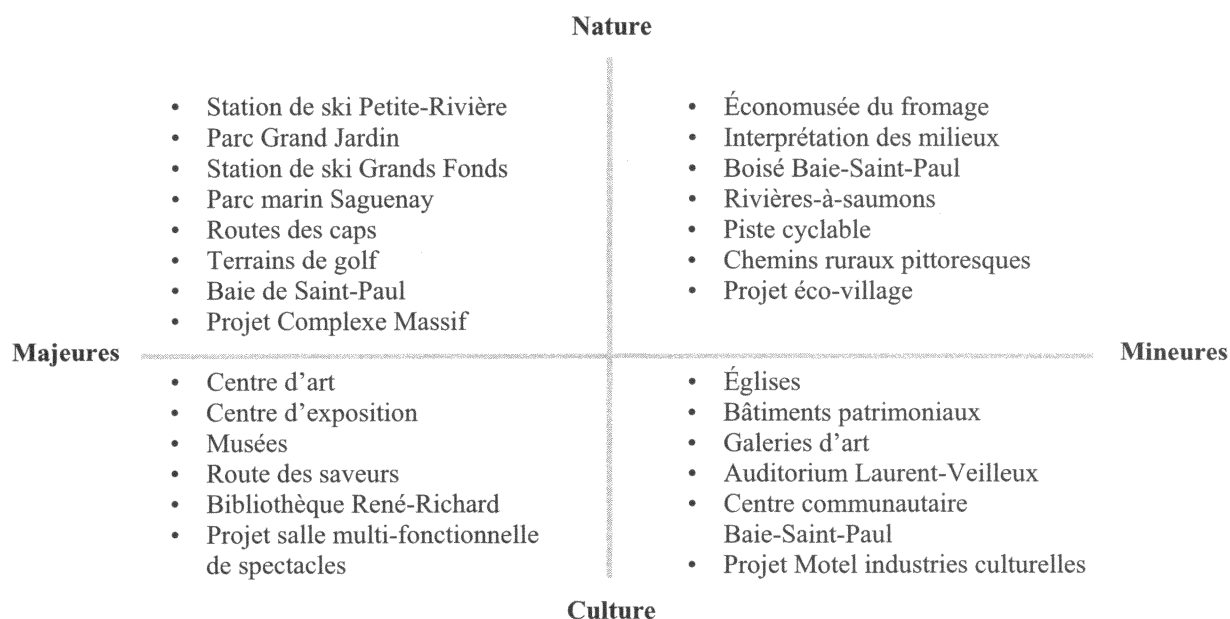 Nature
• Station de ski Petite-Rivière
• Parc Grand Jardin
• Station de ski Grands Fonds
• Parc marin Saguenay
• Routes des caps
• Terrains de golf
• Baie de Saint-Paul
• Projet Complexe Massif
• Économusée du fromage
• Interprétation des milieux
• Boisé Baie-Saint-Paul
• Rivières-à-saumons
• Piste cyclable
• Chemins ruraux pittoresques
• Projet éco-village
Majeures
Mineures
• Centre d'art
• Centre d'exposition
• Musées
• Route des saveurs
• Bibliothèque René-Richard
• Projet salle multi-fonctionnelle
de spectacles
• Églises
• Bâtiments patrimoniaux
• Galeries d'art
• Auditorium Laurent-Veilleux
• Centre communautaire
Baie-Saint-Paul
• Projet Motel industries culturelles
Culture